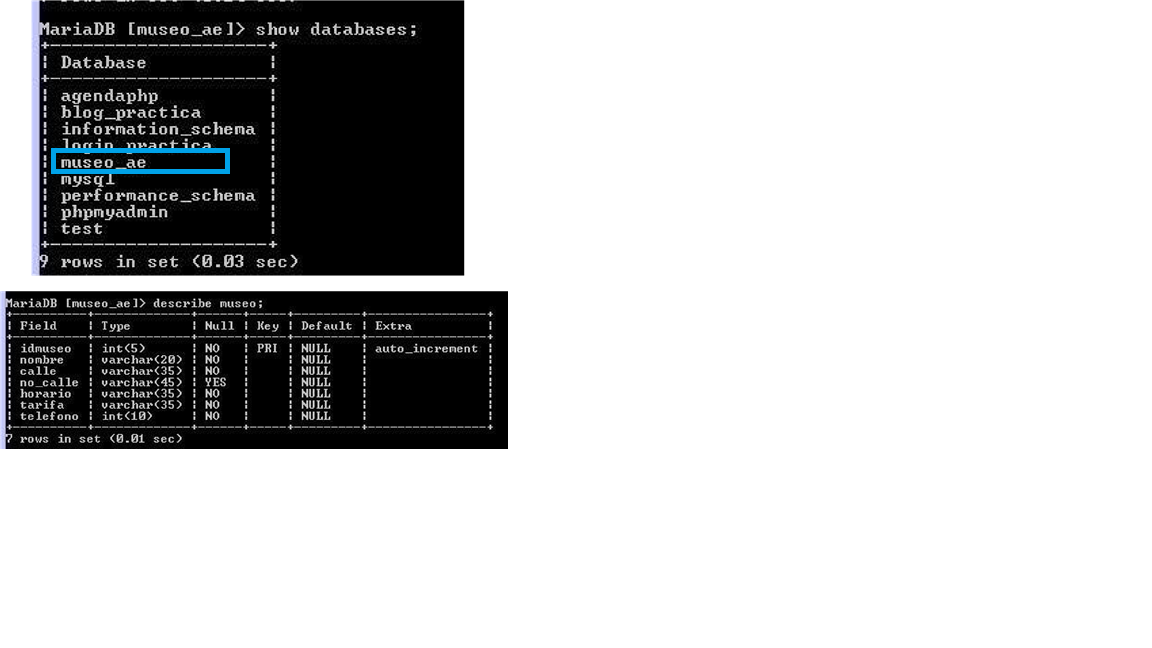 MariaDB [museo_ae]> show databases;
+---------------------+
| Database |
+---------------------+
| agendaphp |
| blog_practica |
| information_schema |
| login_practica |
| museo_ae |
| mysql |
| performance_schema |
| phpmyadmin |
| test |
+---------------------+
9 rows in set (0.03 sec)
MariaDB [museo_ae]> describe museo;
+----------+-------------+------+-----+---------+----------------+
| Field | Type | Null | Key | Default | Extra |
+----------+-------------+------+-----+---------+----------------+
| idmuseo | int(5) | NO | PRI | NULL | auto_increment |
| nombre | varchar(20) | NO | | NULL | |
| calle | varchar(35) | NO | | NULL | |
| no_calle | varchar(45) | YES | | NULL | |
| horario | varchar(35) | NO | | NULL | |
| tarifa | varchar(35) | NO | | NULL | |
| telefono | int(10) | NO | | NULL | |
+----------+-------------+------+-----+---------+----------------+
7 rows in set (0.01 sec)